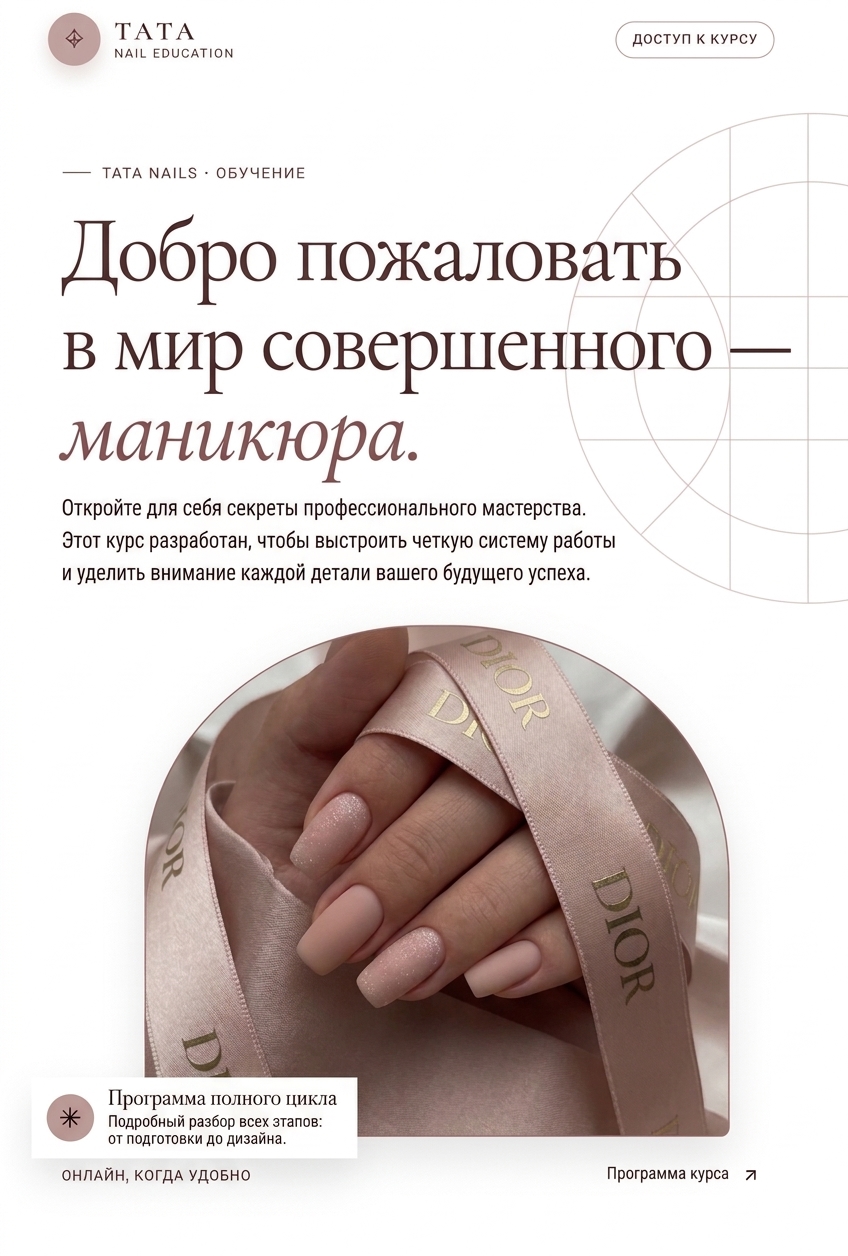 TATA
NAIL EDUCATION
ДОСТУП К КУРСУ
— TATA NAILS · ОБУЧЕНИЕ
Добро пожаловать
в мир совершенного —
маникюра.
Откройте для себя секреты профессионального мастерства.
Этот курс разработан, чтобы выстроить четкую систему работы
и уделить внимание каждой детали вашего будущего успеха.
DIOR
DIO
DIOR
DIOR
DIOR
DI
Программа полного цикла
Подробный разбор всех этапов:
от подготовки до дизайна.
ОНЛАЙН, КОГДА УДОБНО
Программа курса